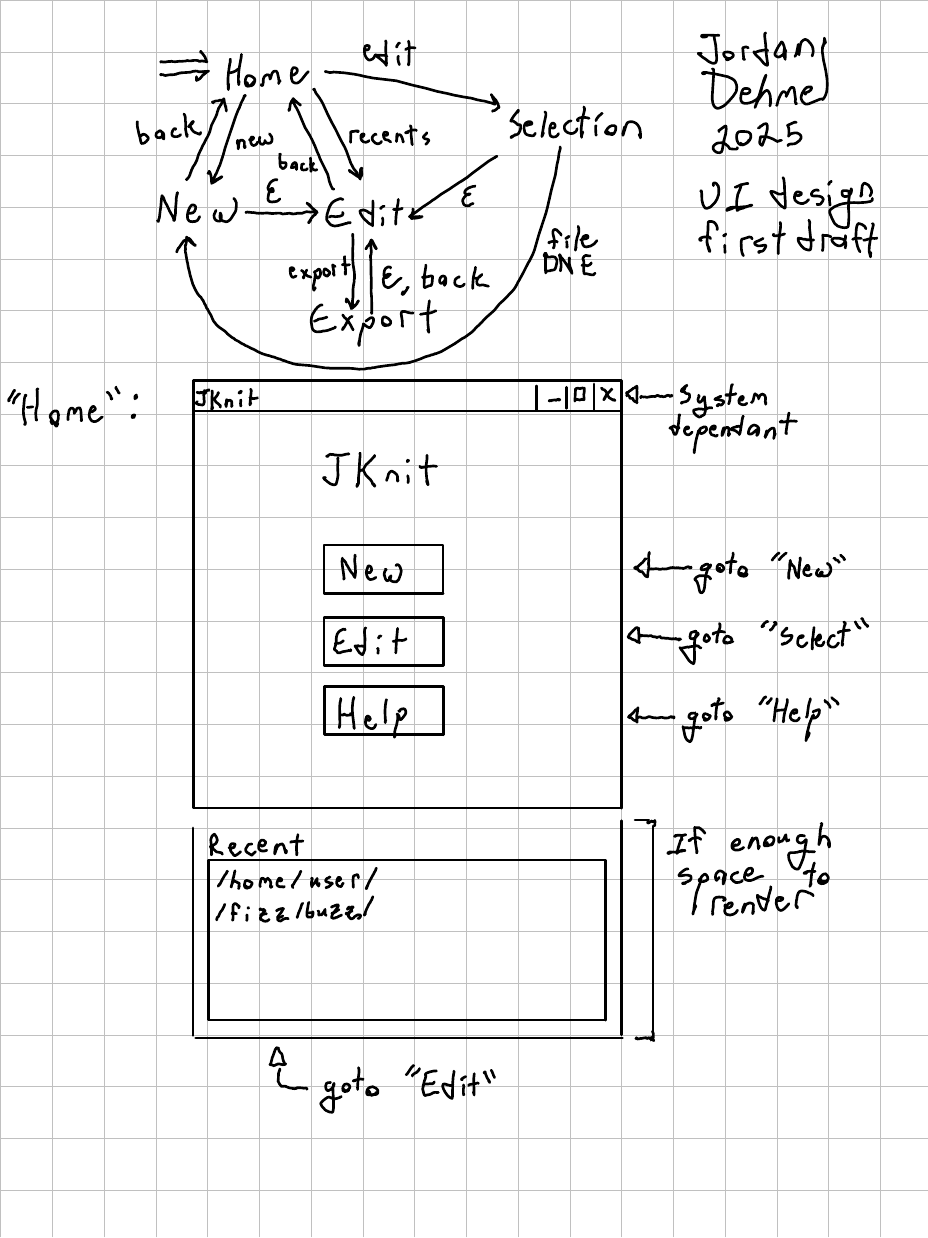 Jordan
Dehmel
2025
UI design
first draft
Home
edit
Selection
back
new
back
recents
New
ε
Edit
ε
file
DNE
export
ε, back
Export
"Home":
JKnit
- □ X
System
dependant
JKnit
New
goto "New"
Edit
goto "Select"
Help
goto "Help"
Recent
/home/user/
/fizz/buzz/
If enough
space to
render
goto "Edit"